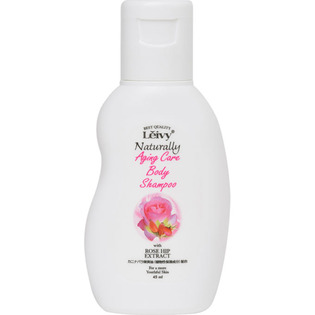 BEST QUALITY
Leivy®
Naturally
Aging Care
Body
Shampoo
with
ROSE HIP
EXTRACT
For a more
Youthful Skin
45 ml